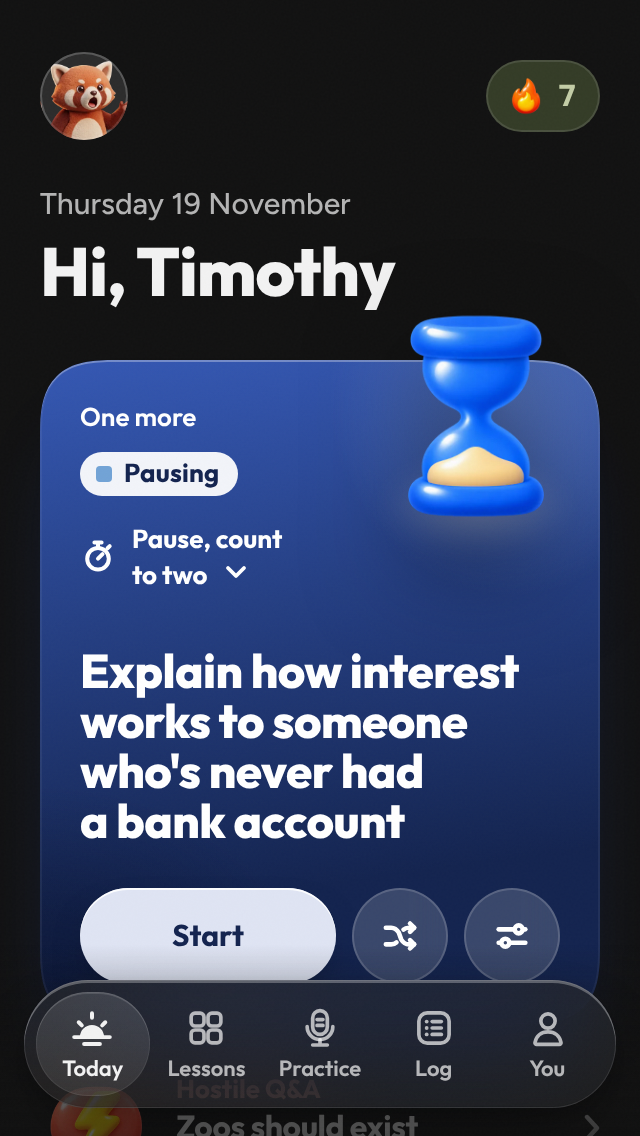 7
Thursday 19 November
Hi, Timothy
One more
Pausing
Pause, count
to two
Explain how interest
works to someone
who's never had
a bank account
Start
Today
Lessons
Practice
Log
You
Hostile Q&A
Zoos should exist